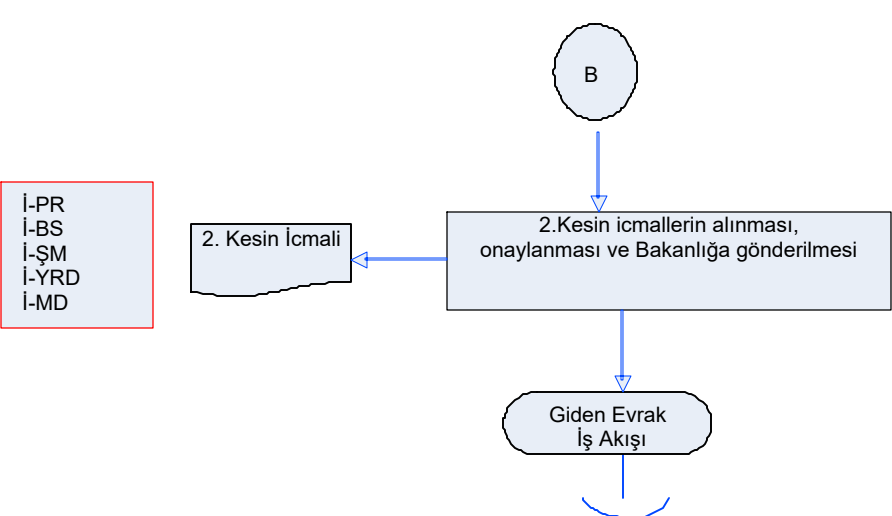 B
İ-PR
İ-BS
İ-ŞM
İ-YRD
İ-MD
2. Kesin İcmali
2.Kesin icmallerin alınması,
onaylanması ve Bakanlığa gönderilmesi
Giden Evrak
İş Akışı